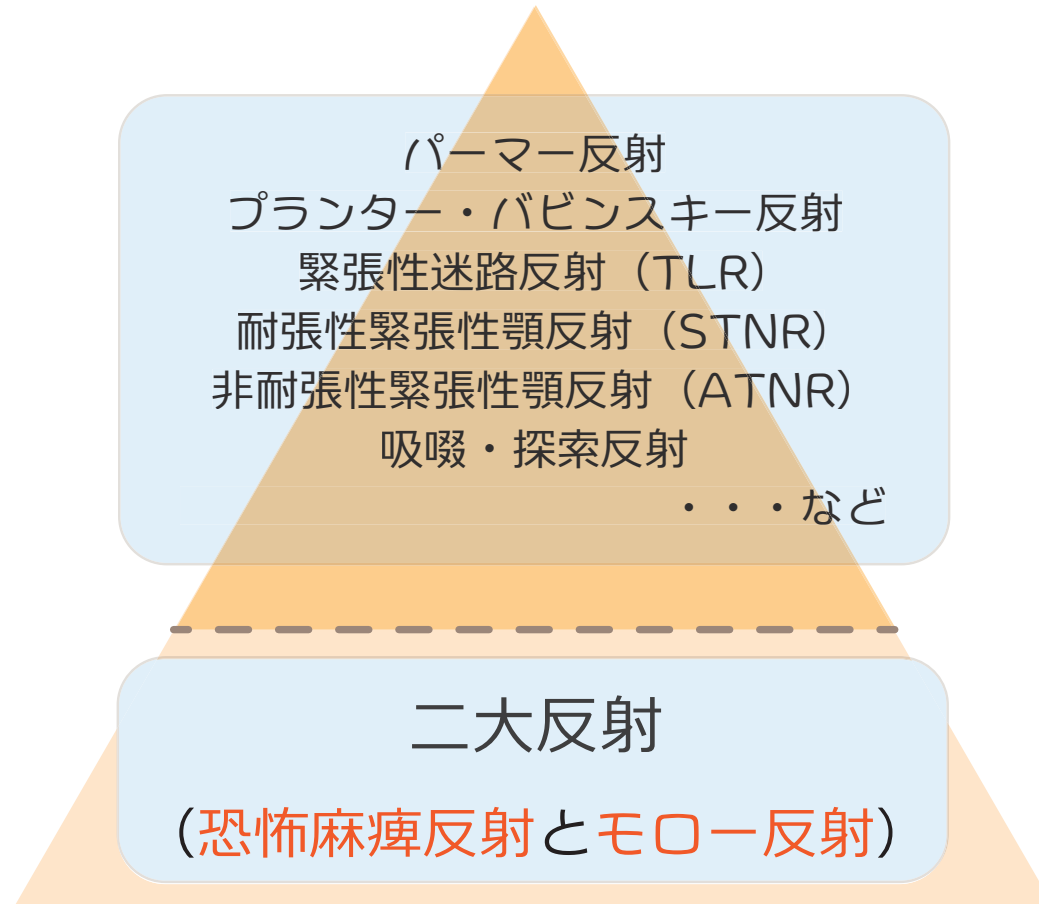 パーマー反射
プランター・バビンスキー反射
緊張性迷路反射（TLR）
耐張性緊張性顎反射（STNR）
非耐張性緊張性顎反射（ATNR）
吸啜・探索反射
・・・など
二大反射
（恐怖麻痺反射とモロー反射）